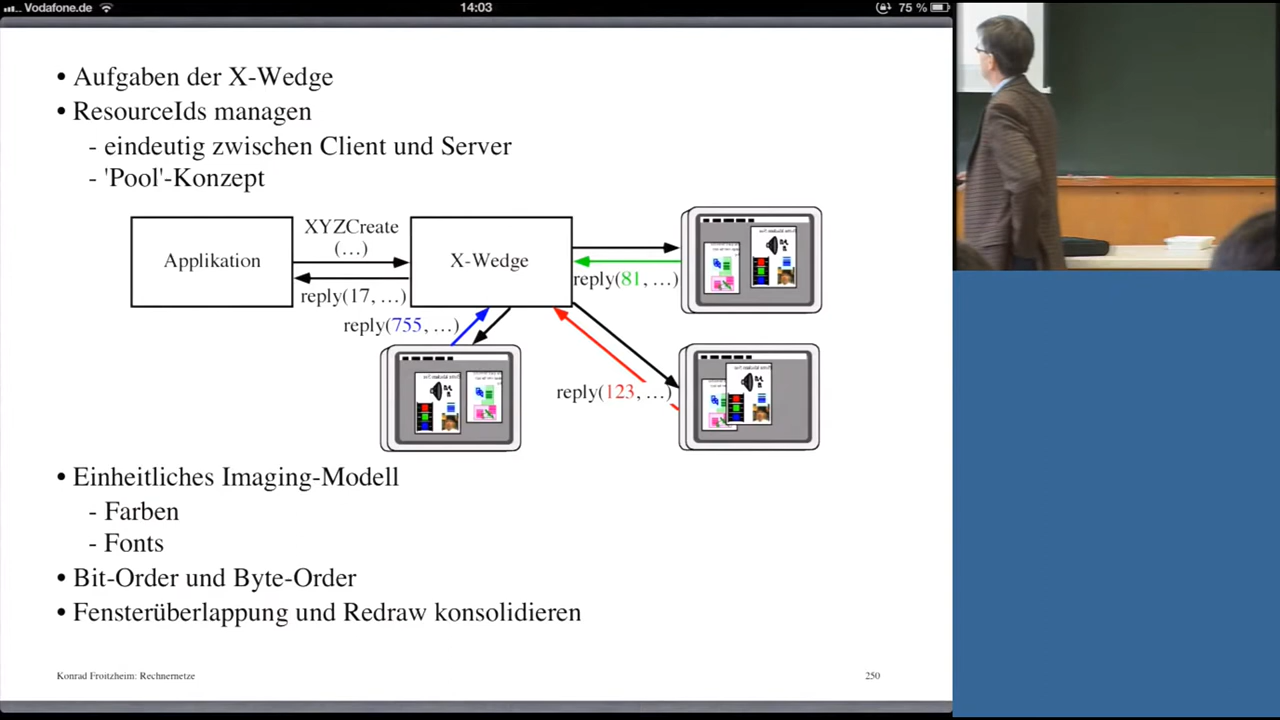 Vodafone.de
14:03
75 %
• Aufgaben der X-Wedge
• ResourceIds managen
- eindeutig zwischen Client und Server
- 'Pool'-Konzept
Applikation
XYZCreate
(…)
reply(17, …)
X-Wedge
reply(81, …)
reply(755, …)
reply(123, …)
• Einheitliches Imaging-Modell
- Farben
- Fonts
• Bit-Order und Byte-Order
• Fensterüberlappung und Redraw konsolidieren
Konrad Froitzheim: Rechnernetze
250